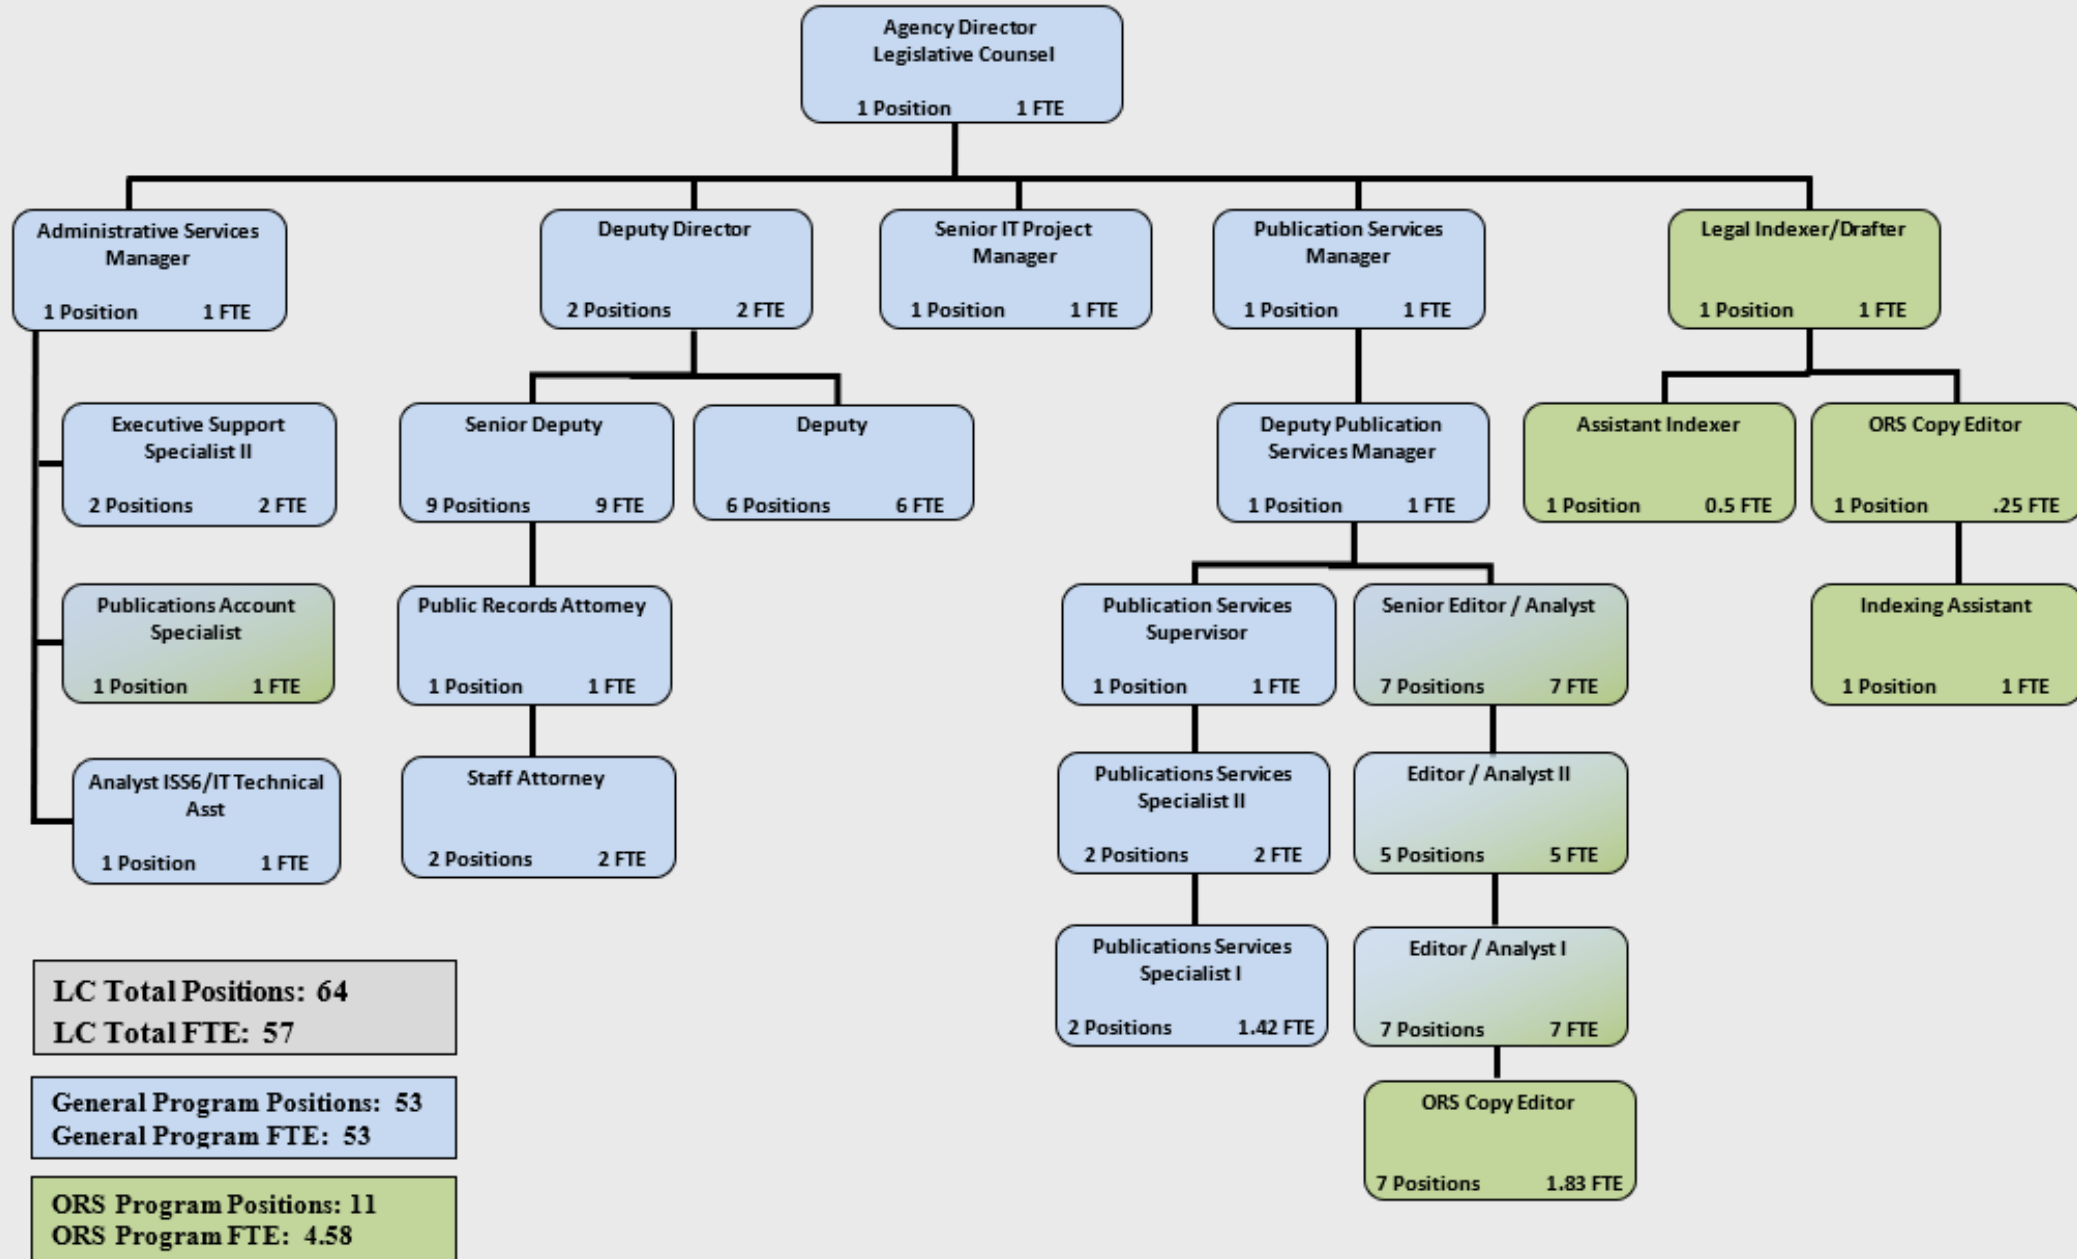 Agency Director
Legislative Counsel
1 Position 1 FTE
Administrative Services
Manager
1 Position 1 FTE
Deputy Director
2 Positions 2 FTE
Senior IT Project
Manager
1 Position 1 FTE
Publication Services
Manager
1 Position 1 FTE
Legal Indexer/Drafter
1 Position 1 FTE
Executive Support
Specialist II
2 Positions 2 FTE
Senior Deputy
9 Positions 9 FTE
Deputy
6 Positions 6 FTE
Deputy Publication
Services Manager
1 Position 1 FTE
Assistant Indexer
1 Position 0.5 FTE
ORS Copy Editor
1 Position .25 FTE
Publications Account
Specialist
1 Position 1 FTE
Public Records Attorney
1 Position 1 FTE
Publication Services
Supervisor
1 Position 1 FTE
Senior Editor / Analyst
7 Positions 7 FTE
Indexing Assistant
1 Position 1 FTE
Analyst ISS6/IT Technical
Asst
1 Position 1 FTE
Staff Attorney
2 Positions 2 FTE
Publications Services
Specialist II
2 Positions 2 FTE
Editor / Analyst II
5 Positions 5 FTE
Publications Services
Specialist I
2 Positions 1.42 FTE
Editor / Analyst I
7 Positions 7 FTE
ORS Copy Editor
7 Positions 1.83 FTE
LC Total Positions: 64
LC Total FTE: 57
General Program Positions: 53
General Program FTE: 53
ORS Program Positions: 11
ORS Program FTE: 4.58